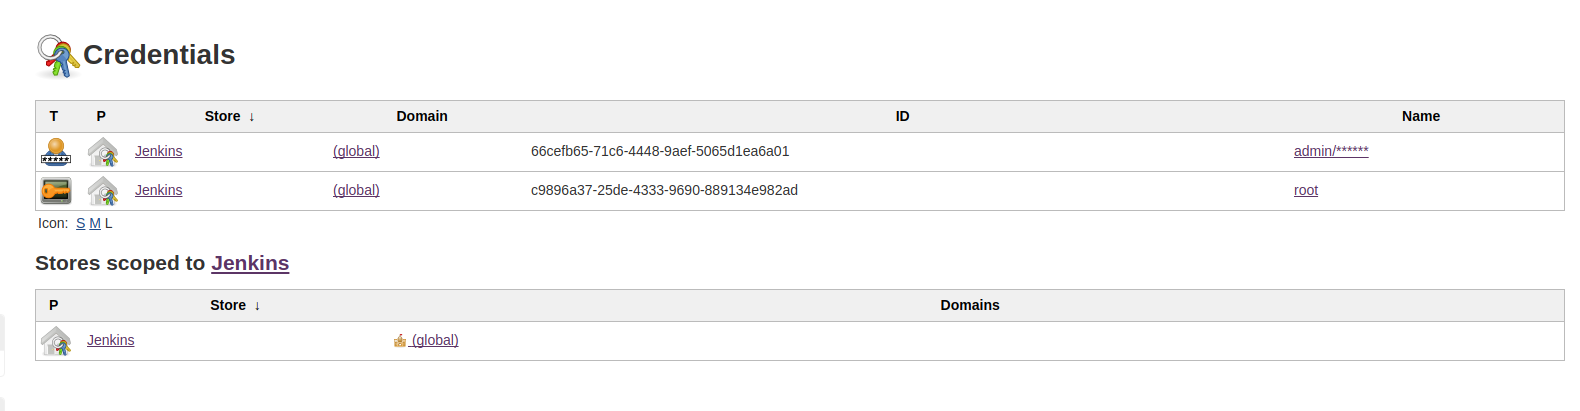 Credentials
T P Store ↓ Domain ID Name
***** Jenkins (global) 66cefb65-71c6-4448-9aef-5065d1ea6a01 admin/******
Jenkins (global) c9896a37-25de-4333-9690-889134e982ad root
Icon: S M L
Stores scoped to Jenkins
P Store ↓ Domains
Jenkins (global)